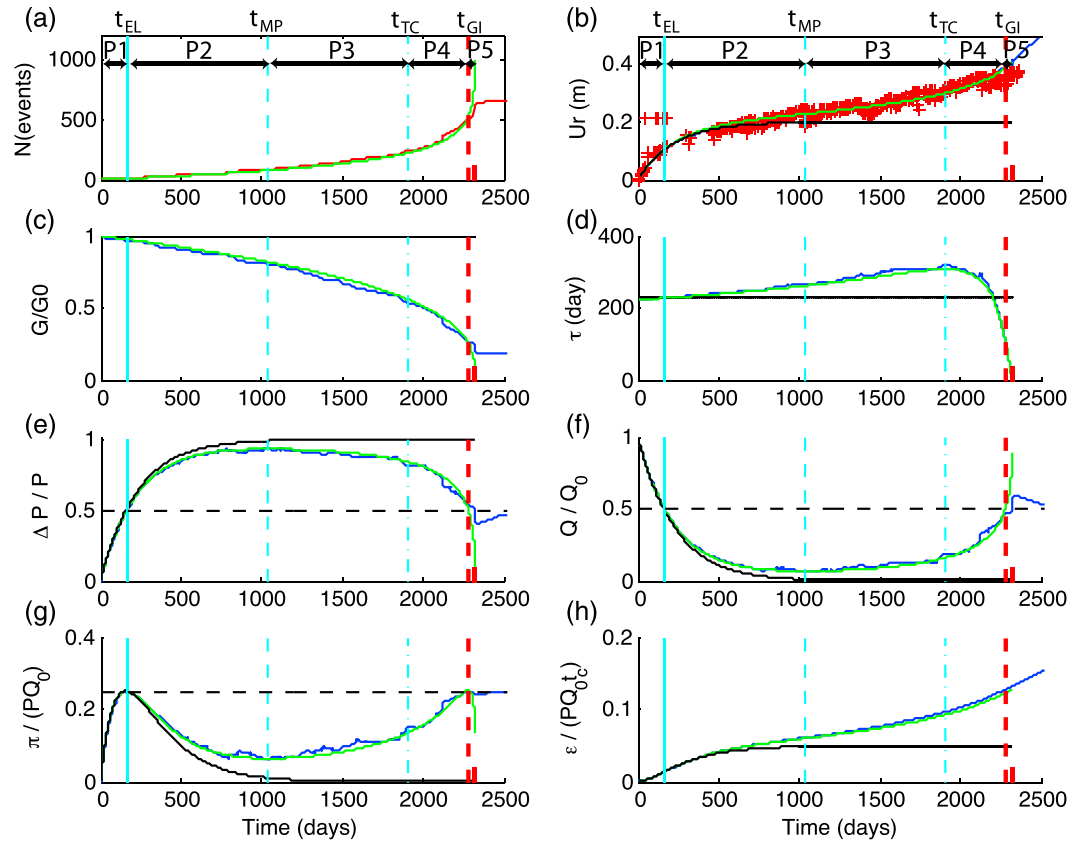 (a) t_EL t_MP t_TC t_GI
P1 P2 P3 P4 P5
N(events)
1000
500
0
0 500 1000 1500 2000 2500
(b) t_EL t_MP t_TC t_GI
P1 P2 P3 P4 P5
Ur (m)
0.4
0.2
0
0 500 1000 1500 2000 2500
(c)
G/G0
1
0.5
0
0 500 1000 1500 2000 2500
(d)
τ (day)
400
200
0
0 500 1000 1500 2000 2500
(e)
Δ P / P
1
0.5
0
0 500 1000 1500 2000 2500
(f)
Q / Q_0
1
0.5
0
0 500 1000 1500 2000 2500
(g)
π / (PQ_0)
0.4
0.2
0
0 500 1000 1500 2000 2500
Time (days)
(h)
ε / (PQ_0t_c)
0.2
0.1
0
0 500 1000 1500 2000 2500
Time (days)